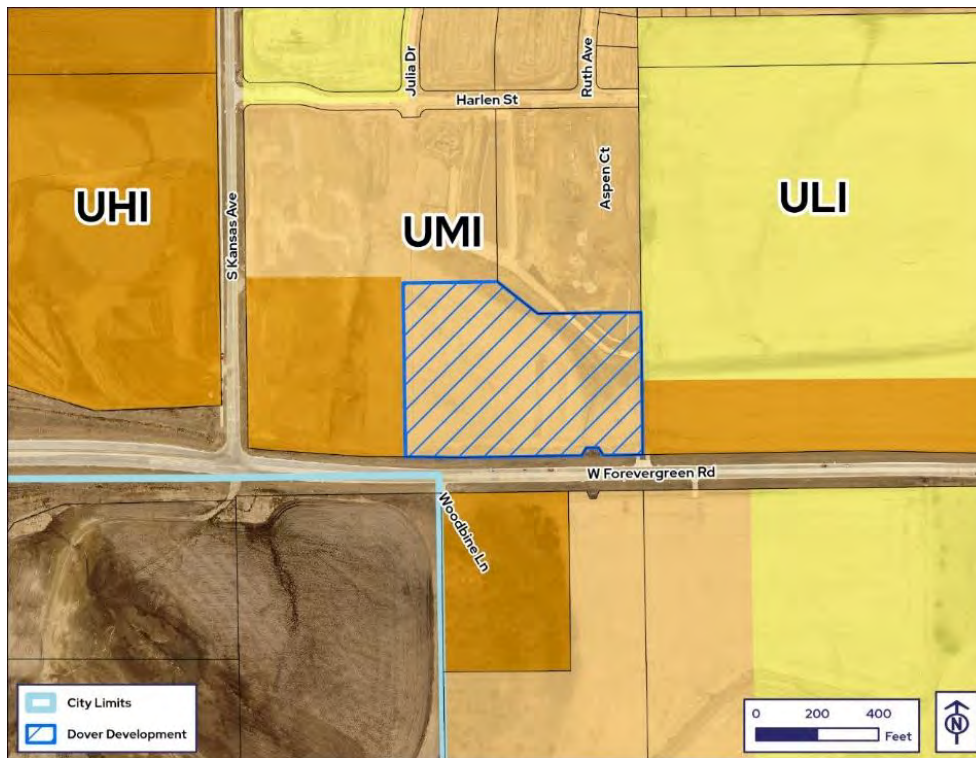 Julia Dr
Ruth Ave
Harlen St
UHI
S Kansas Ave
UMI
Aspen Ct
ULI
W Forevergreen Rd
Woodbine Ln
City Limits
Dover Development
0 200 400
Feet
N